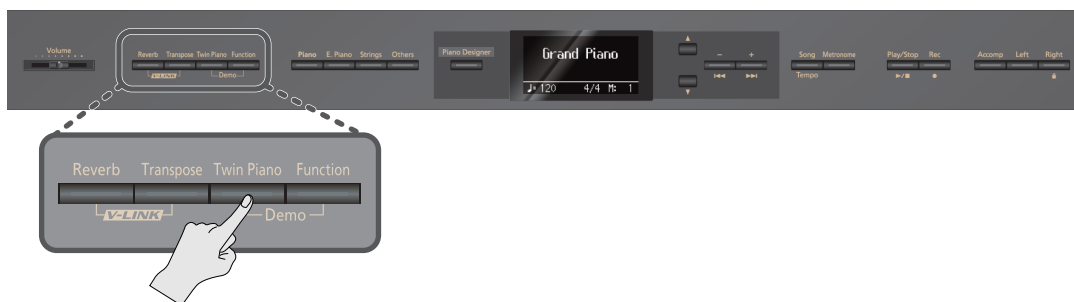 Volume
Reverb Transpose Twin Piano Function
V-LINK Demo
Piano E. Piano Strings Others
Piano Designer
Grand Piano
♩=120 4/4 M: 1
− +
Song Metronome
Tempo
Play/Stop Rec
Accomp Left Right
Reverb Transpose Twin Piano Function
V-LINK Demo